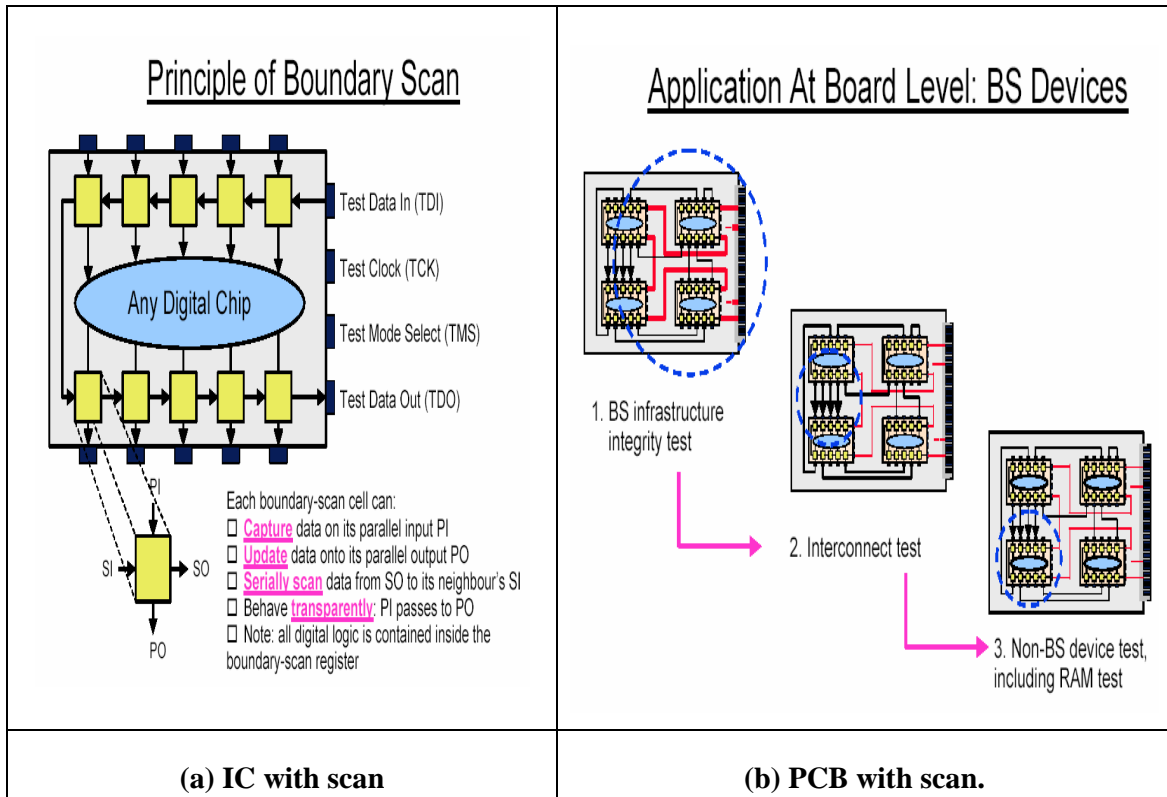 Principle of Boundary Scan
Test Data In (TDI)
Test Clock (TCK)
Any Digital Chip
Test Mode Select (TMS)
Test Data Out (TDO)
PI
SI
SO
PO
Each boundary-scan cell can:
☐ Capture data on its parallel input PI
☐ Update data onto its parallel output PO
☐ Serially scan data from SO to its neighbour's SI
☐ Behave transparently: PI passes to PO
☐ Note: all digital logic is contained inside the
boundary-scan register
(a) IC with scan
Application At Board Level: BS Devices
1. BS infrastructure
integrity test
2. Interconnect test
3. Non-BS device test,
including RAM test
(b) PCB with scan.